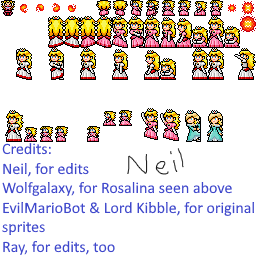 Credits:
Neil, for edits
Neil
Wolfgalaxy, for Rosalina seen above
EvilMarioBot & Lord Kibble, for original
sprites
Ray, for edits, too